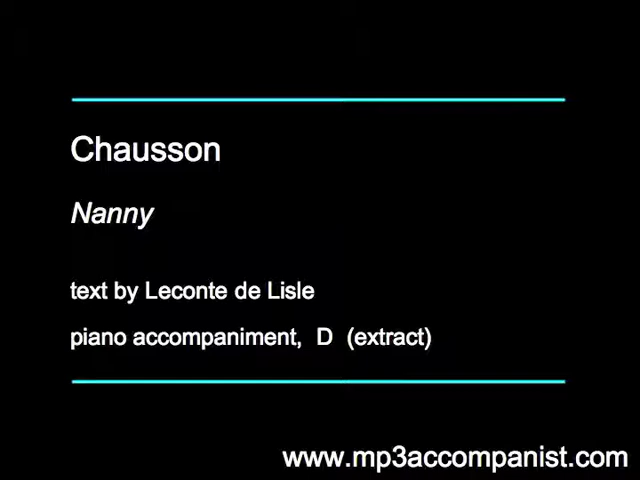 Chausson
Nanny
text by Leconte de Lisle
piano accompaniment,  D  (extract)
www.mp3accompanist.com